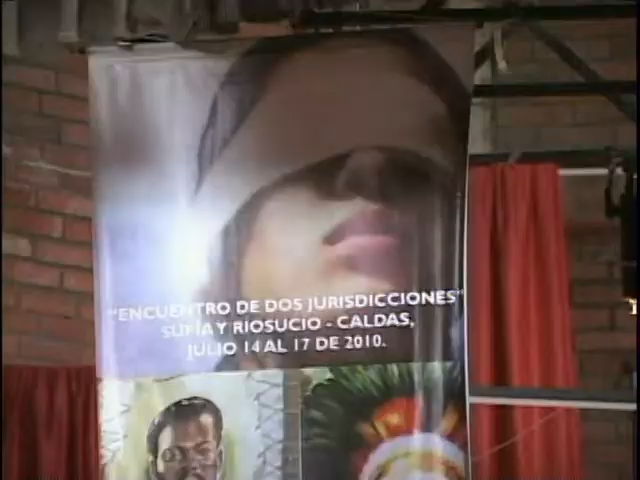 "ENCUENTRO DE DOS JURISDICCIONES"
SUPÍA Y RIOSUCIO - CALDAS,
JULIO 14 AL 17 DE 2010.